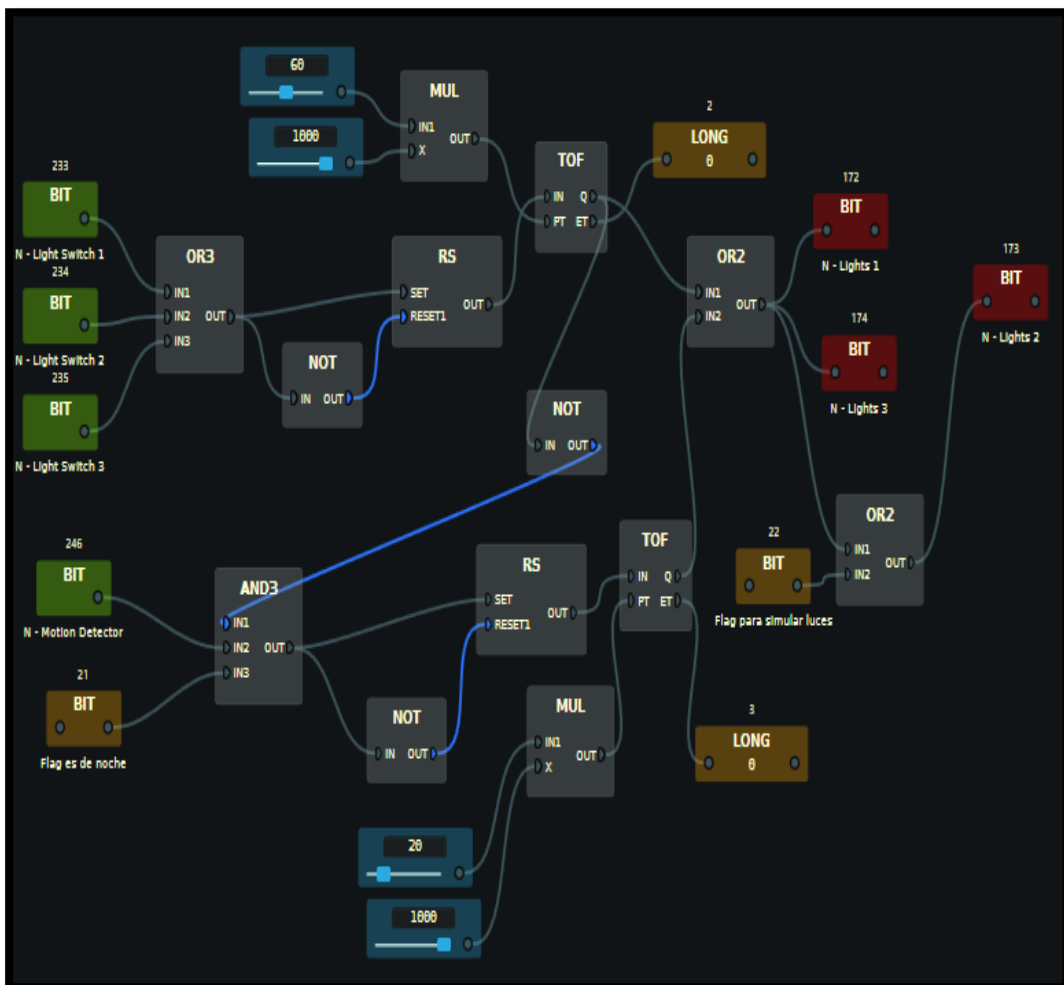 60
MUL
IN1
OUT
X
1000
2
LONG
0
TOF
IN Q
PT ET
233
BIT
N - Light Switch 1
234
BIT
N - Light Switch 2
235
BIT
N - Light Switch 3
OR3
IN1
IN2 OUT
IN3
RS
SET
OUT
RESET1
NOT
IN OUT
OR2
IN1
OUT
IN2
172
BIT
N - Lights 1
173
BIT
N - Lights 2
174
BIT
N - Lights 3
NOT
IN OUT
246
BIT
N - Motion Detector
21
BIT
Flag es de noche
AND3
IN1
IN2 OUT
IN3
RS
SET
OUT
RESET1
TOF
IN Q
PT ET
22
BIT
Flag para simular luces
OR2
IN1
OUT
IN2
NOT
IN OUT
MUL
IN1
OUT
X
3
LONG
0
20
1000